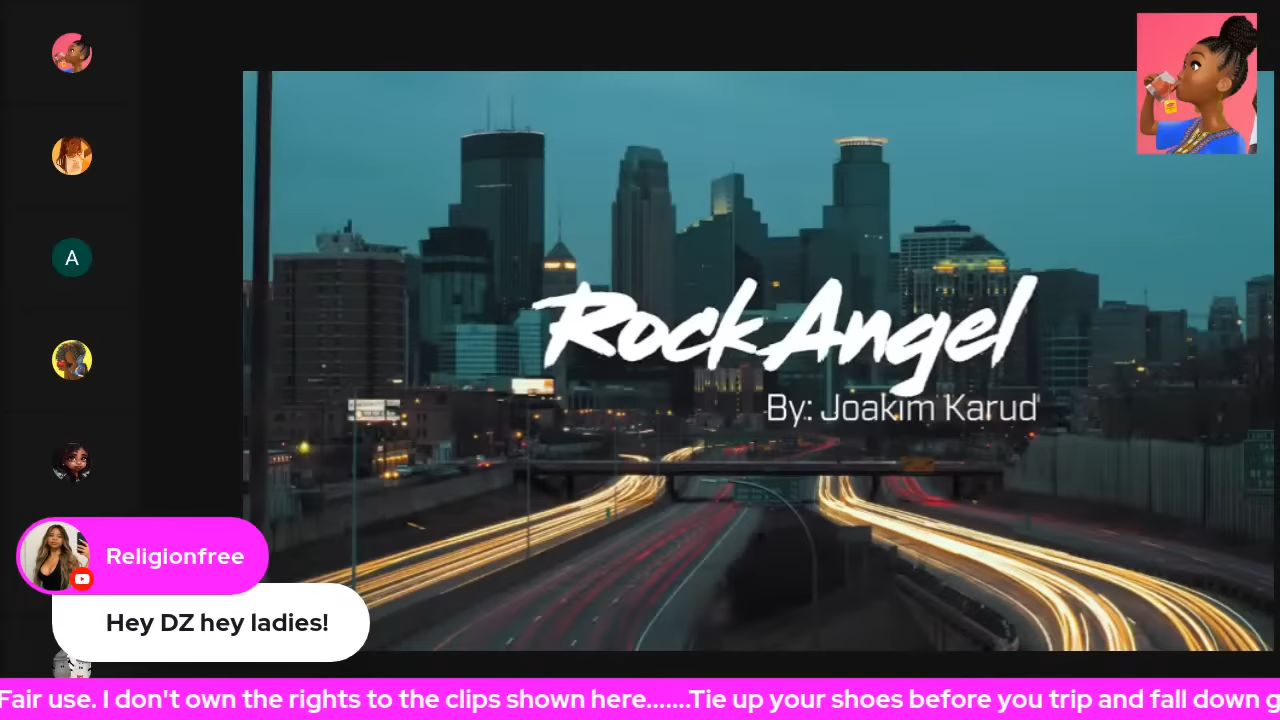 A
Rock Angel
By: Joakim Karud
Religionfree
Hey DZ hey ladies!
Fair use. I don't own the rights to the clips shown here.......Tie up your shoes before you trip and fall down g